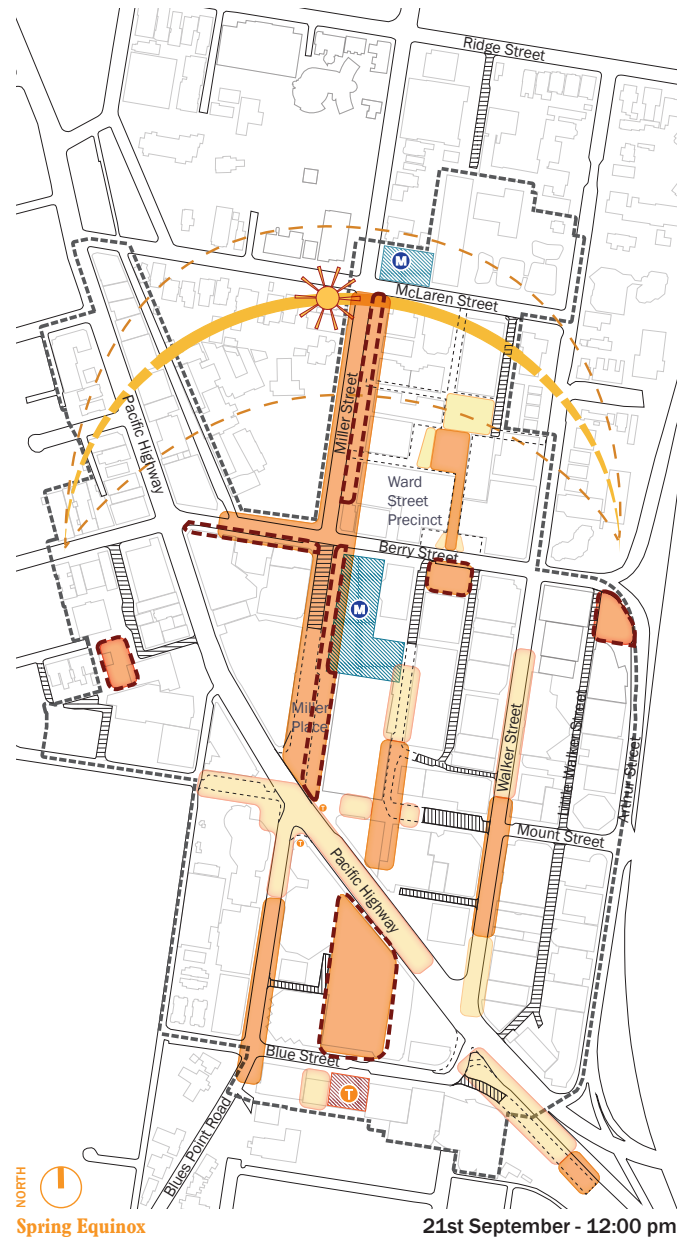 Ridge Street
M
McLaren Street
Miller Street
Pacific Highway
Ward
Street
Precinct
Berry Street
M
Miller
Place
Walker Street
Little Walker Street
Arthur Street
T
Mount Street
T
Pacific Highway
Blue Street
T
Blues Point Road
NORTH
Spring Equinox
21st September - 12:00 pm